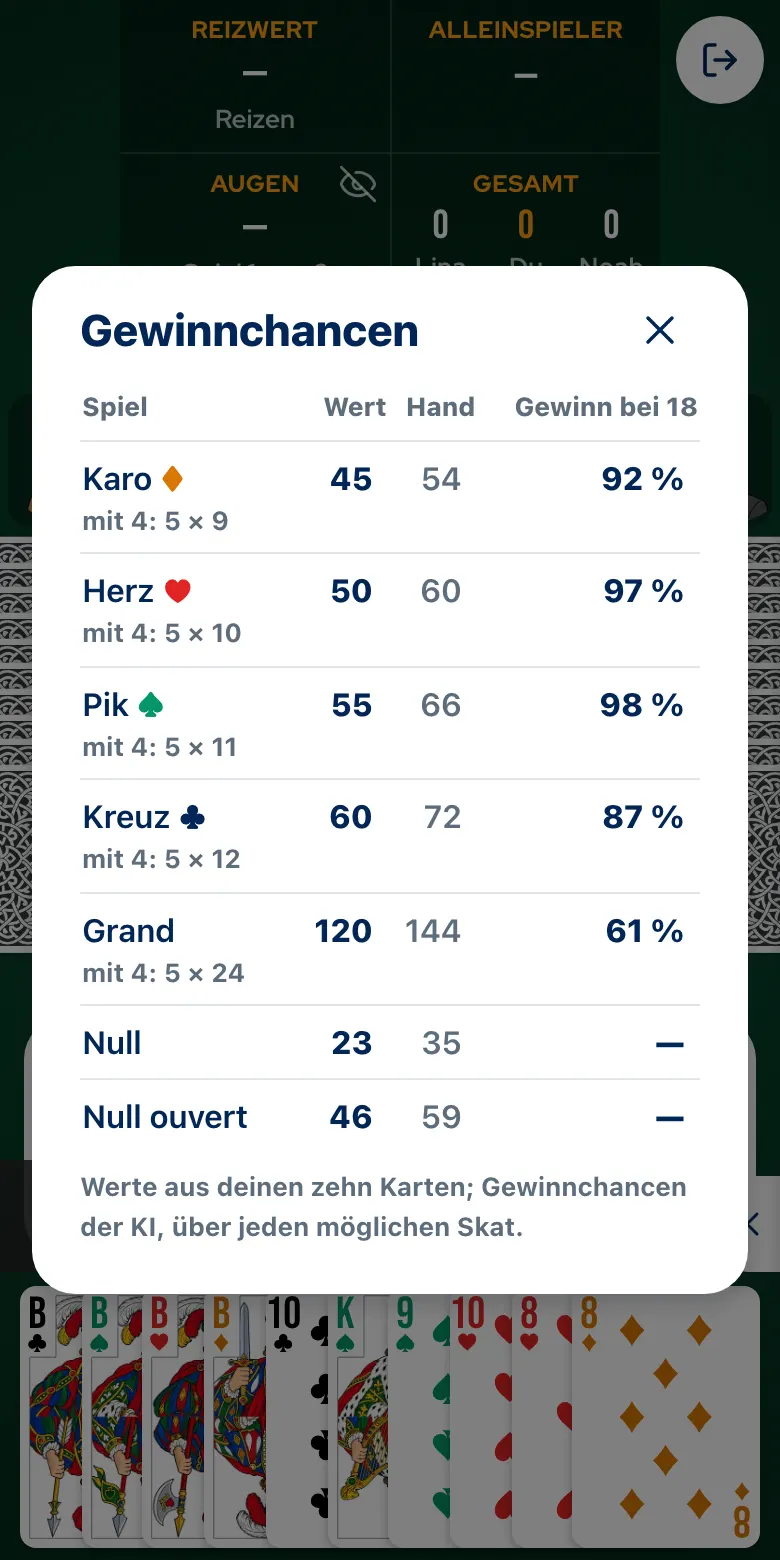 REIZWERT
ALLEINSPIELER
–
–
Reizen
AUGEN
GESAMT
–
0 0 0
Lina Du Noah
Gewinnchancen
Spiel Wert Hand Gewinn bei 18
Karo ♦ 45 54 92 %
mit 4: 5 × 9
Herz ♥ 50 60 97 %
mit 4: 5 × 10
Pik ♠ 55 66 98 %
mit 4: 5 × 11
Kreuz ♣ 60 72 87 %
mit 4: 5 × 12
Grand 120 144 61 %
mit 4: 5 × 24
Null 23 35 –
Null ouvert 46 59 –
Werte aus deinen zehn Karten; Gewinnchancen
der KI, über jeden möglichen Skat.
B B B B 10 K 9 10 8 8
8